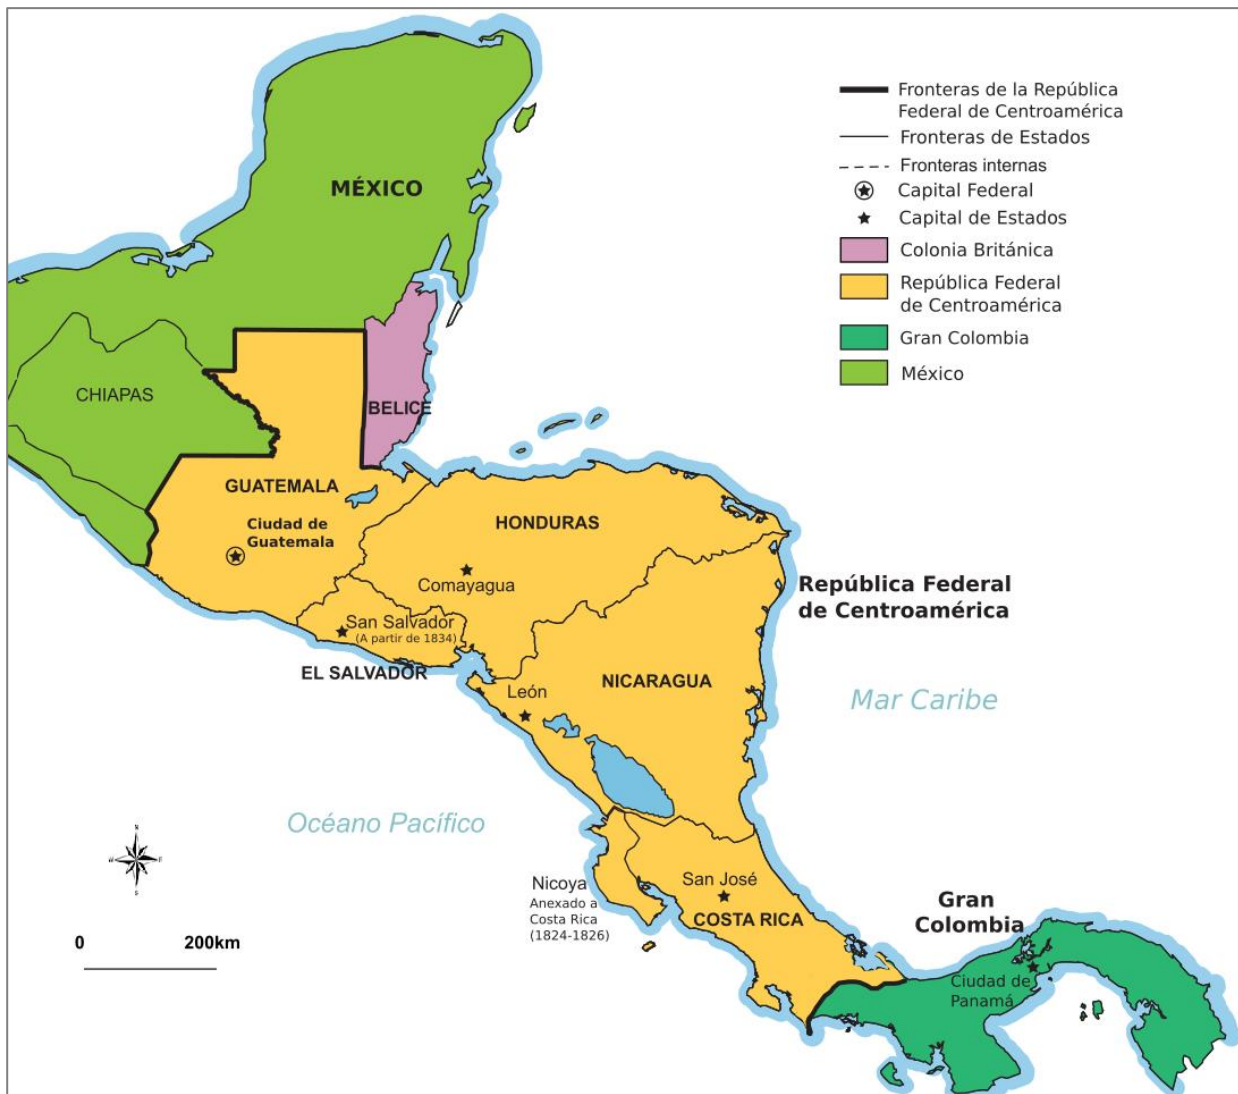 Fronteras de la República
Federal de Centroamérica
Fronteras de Estados
Fronteras internas
Capital Federal
Capital de Estados
Colonia Británica
República Federal
de Centroamérica
Gran Colombia
México
MÉXICO
CHIAPAS
BELICE
GUATEMALA
Ciudad de
Guatemala
HONDURAS
Comayagua
San Salvador
(A partir de 1834)
EL SALVADOR
República Federal
de Centroamérica
NICARAGUA
León
Mar Caribe
Océano Pacífico
Nicoya
Anexado a
Costa Rica
(1824-1826)
San José
COSTA RICA
Gran
Colombia
Ciudad de
Panamá
N
S
0 200km